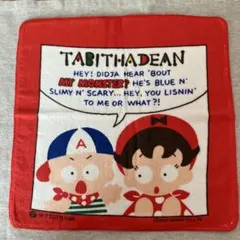 TABITHADEAN
HEY! DIDJA HEAR 'BOUT
MY MONSTER? HE'S BLUE N'
SLIMY N' SCARY... HEY, YOU LISNIN'
TO ME OR WHAT?!
A